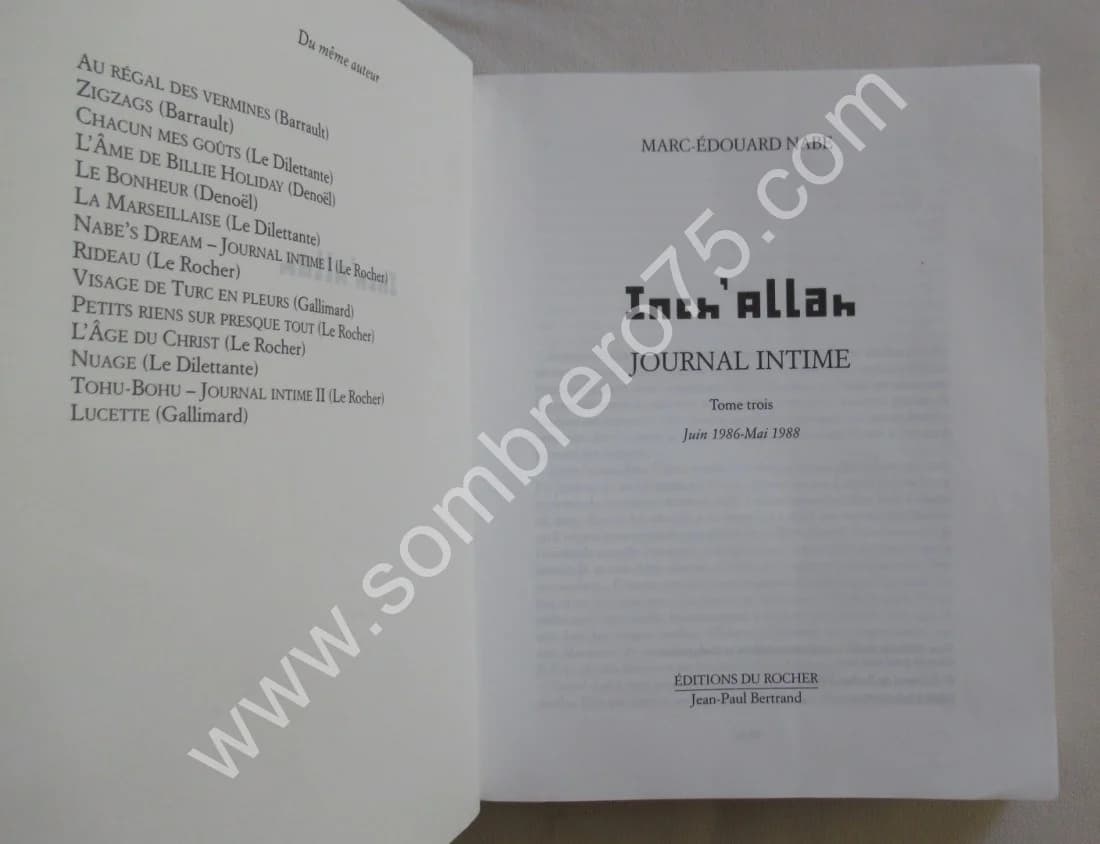 Du même auteur
AU RÉGAL DES VERMINES (Barrault)
ZIGZAGS (Barrault)
CHACUN MES GOÛTS (Le Dilettante)
L'ÂME DE BILLIE HOLIDAY (Denoël)
LE BONHEUR (Denoël)
LA MARSEILLAISE (Le Dilettante)
NABE'S DREAM – JOURNAL INTIME I (Le Rocher)
RIDEAU (Le Rocher)
VISAGE DE TURC EN PLEURS (Gallimard)
PETITS RIENS SUR PRESQUE TOUT (Le Rocher)
L'ÂGE DU CHRIST (Le Rocher)
NUAGE (Le Dilettante)
TOHU-BOHU – JOURNAL INTIME II (Le Rocher)
LUCETTE (Gallimard)
MARC-ÉDOUARD NABE
Inch'Allah
JOURNAL INTIME
Tome trois
Juin 1986-Mai 1988
ÉDITIONS DU ROCHER
Jean-Paul Bertrand
www.sombrero75.com